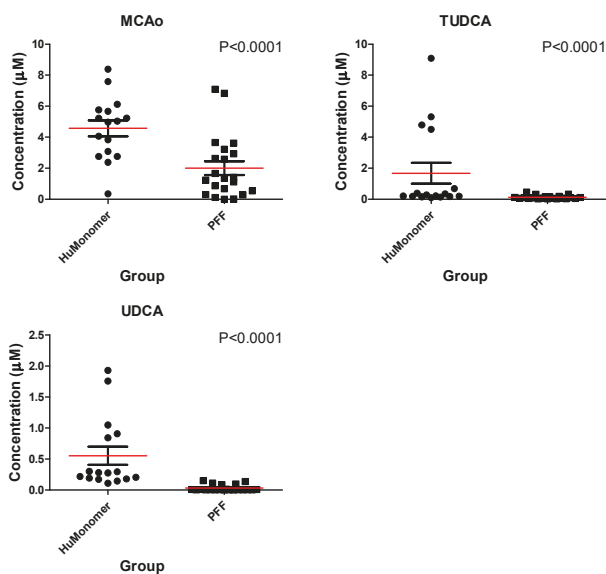 MCAo
P<0.0001
Concentration (μM)
10
8
6
4
2
0
HuMonomer
PFF
Group
TUDCA
P<0.0001
Concentration (μM)
10
8
6
4
2
0
HuMonomer
PFF
Group
UDCA
P<0.0001
Concentration (μM)
2.5
2.0
1.5
1.0
0.5
0.0
HuMonomer
PFF
Group